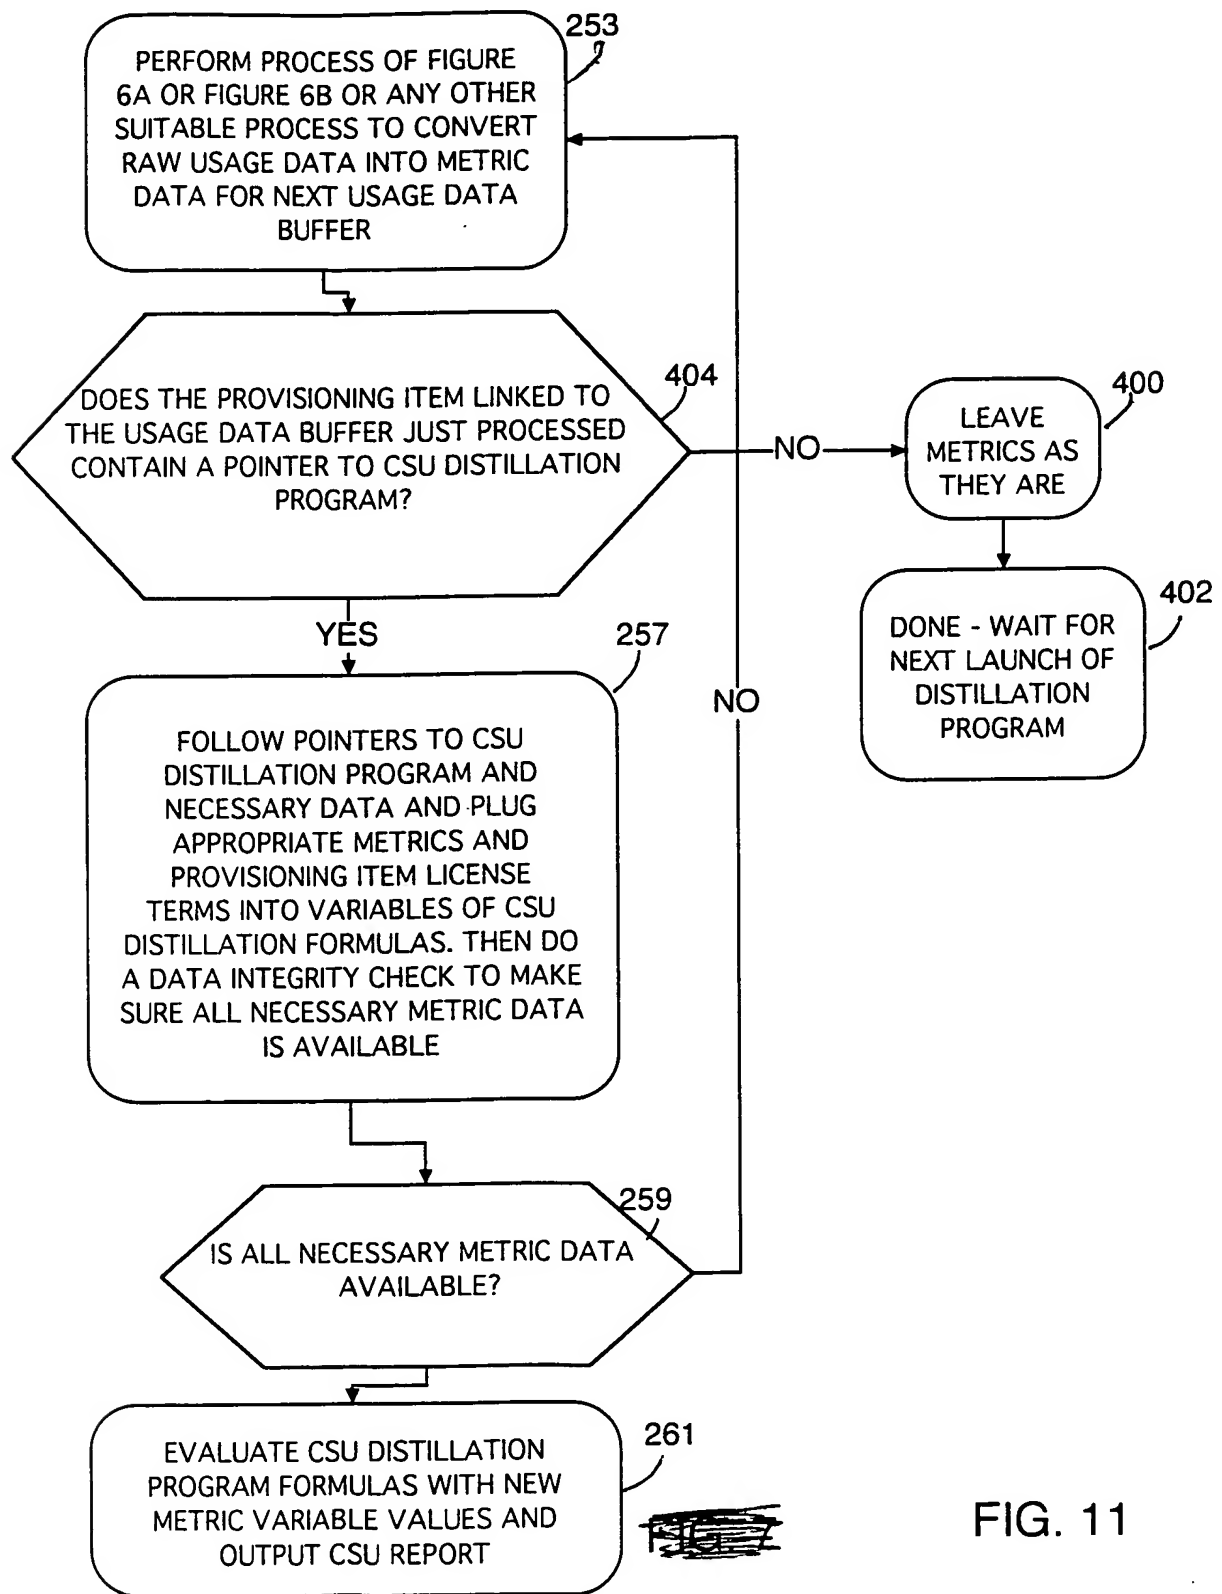 253
PERFORM PROCESS OF FIGURE
6A OR FIGURE 6B OR ANY OTHER
SUITABLE PROCESS TO CONVERT
RAW USAGE DATA INTO METRIC
DATA FOR NEXT USAGE DATA
BUFFER
404
DOES THE PROVISIONING ITEM LINKED TO
THE USAGE DATA BUFFER JUST PROCESSED
CONTAIN A POINTER TO CSU DISTILLATION
PROGRAM?
NO
400
LEAVE
METRICS AS
THEY ARE
402
DONE - WAIT FOR
NEXT LAUNCH OF
DISTILLATION
PROGRAM
YES
257
NO
FOLLOW POINTERS TO CSU
DISTILLATION PROGRAM AND
NECESSARY DATA AND PLUG
APPROPRIATE METRICS AND
PROVISIONING ITEM LICENSE
TERMS INTO VARIABLES OF CSU
DISTILLATION FORMULAS. THEN DO
A DATA INTEGRITY CHECK TO MAKE
SURE ALL NECESSARY METRIC DATA
IS AVAILABLE
259
IS ALL NECESSARY METRIC DATA
AVAILABLE?
261
EVALUATE CSU DISTILLATION
PROGRAM FORMULAS WITH NEW
METRIC VARIABLE VALUES AND
OUTPUT CSU REPORT
FIG. 7
FIG. 11